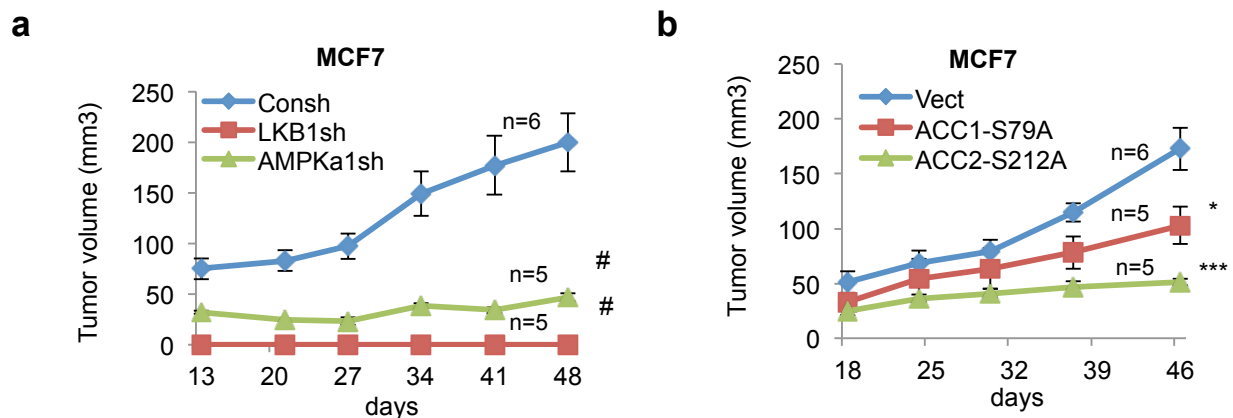 a
MCF7
Tumor volume (mm3)
250
200
150
100
50
0
Consh
LKB1sh
AMPKa1sh
n=6
n=5
n=5
#
#
13 20 27 34 41 48
days
b
MCF7
Tumor volume (mm3)
250
200
150
100
50
0
Vect
ACC1-S79A
ACC2-S212A
n=6
n=5
n=5
*
***
18 25 32 39 46
days